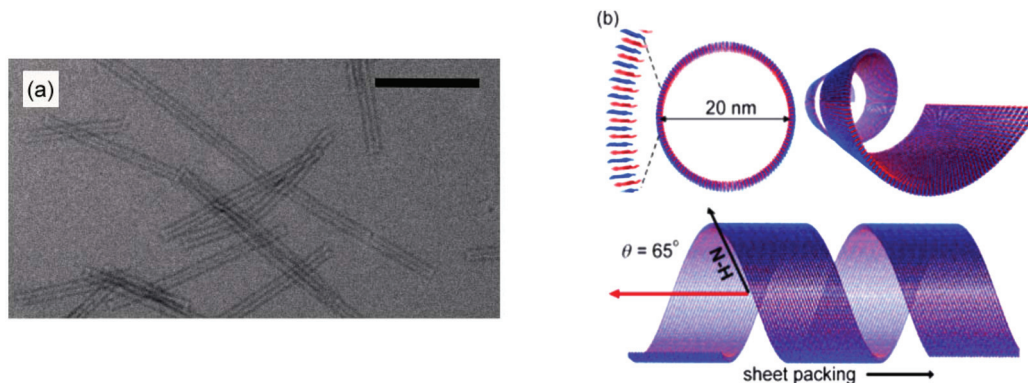 (a)
(b)
20 nm
θ = 65°
N-H
sheet packing